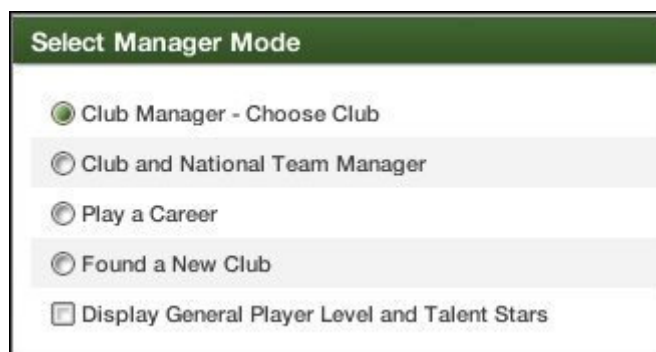 Select Manager Mode
Club Manager - Choose Club
Club and National Team Manager
Play a Career
Found a New Club
Display General Player Level and Talent Stars